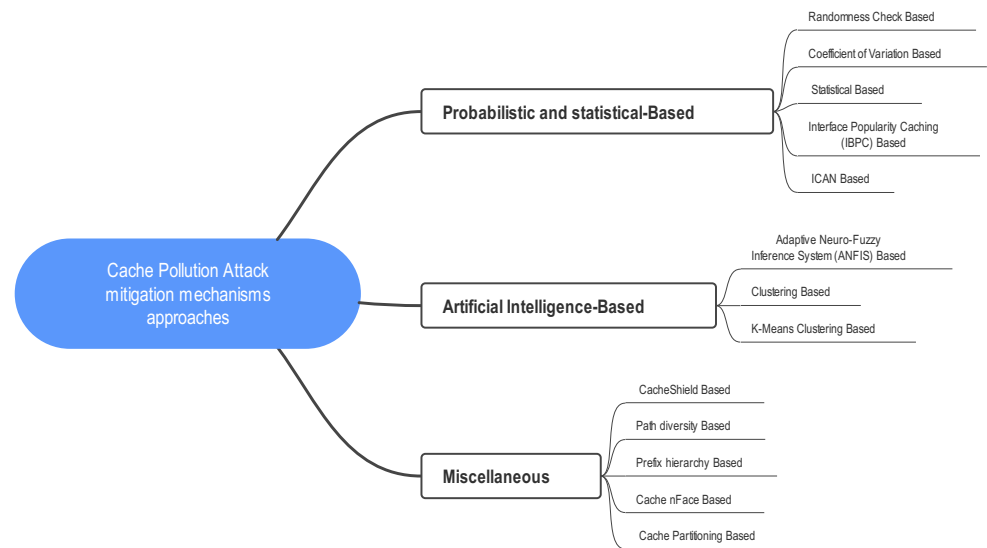 Cache Pollution Attack
mitigation mechanisms
approaches
Probabilistic and statistical-Based
Randomness Check Based
Coefficient of Variation Based
Statistical Based
Interface Popularity Caching
(IBPC) Based
ICAN Based
Artificial Intelligence-Based
Adaptive Neuro-Fuzzy
Inference System (ANFIS) Based
Clustering Based
K-Means Clustering Based
Miscellaneous
CacheShield Based
Path diversity Based
Prefix hierarchy Based
Cache nFace Based
Cache Partitioning Based